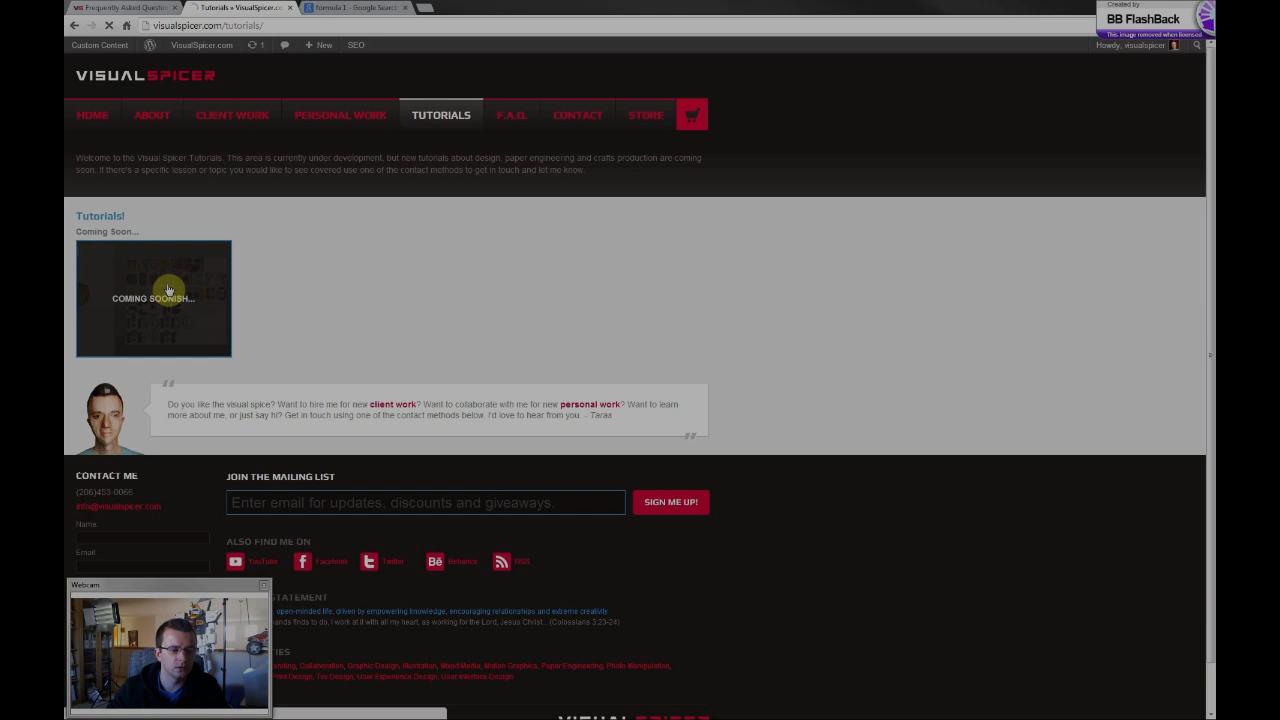 Frequently Asked Question
Tutorials » VisualSpicer.co
formula 1 - Google Search
Created by
BB FlashBack
This image removed when licensed
visualspicer.com/tutorials/
Custom Content
VisualSpicer.com
1
+ New
SEO
Howdy, visualspicer
VISUALSPICER
HOME
ABOUT
CLIENT WORK
PERSONAL WORK
TUTORIALS
F.A.Q.
CONTACT
STORE
Welcome to the Visual Spicer Tutorials. This area is currently under development, but new tutorials about design, paper engineering and crafts production are coming
soon. If there's a specific lesson or topic you would like to see covered use one of the contact methods to get in touch and let me know.
Tutorials!
Coming Soon...
COMING SOONISH...
Do you like the visual spice? Want to hire me for new client work? Want to collaborate with me for new personal work? Want to learn
more about me, or just say hi? Get in touch using one of the contact methods below. I'd love to hear from you. - Taras
CONTACT ME
JOIN THE MAILING LIST
(206)453-0066
info@visualspicer.com
Enter email for updates, discounts and giveaways.
SIGN ME UP!
Name:
Email:
ALSO FIND ME ON
YouTube
Facebook
Twitter
Behance
RSS
Webcam
STATEMENT
open-minded life, driven by empowering knowledge, encouraging relationships and extreme creativity
hands finds to do, I work at it with all my heart, as working for the Lord, Jesus Christ... (Colossians 3:23-24)
Collaboration, Graphic Design, Illustration, Mixed Media, Motion Graphics, Paper Engineering, Photo Manipulation,
Print Design, Toy Design, User Experience Design, User Interface Design
VISUALSPICER